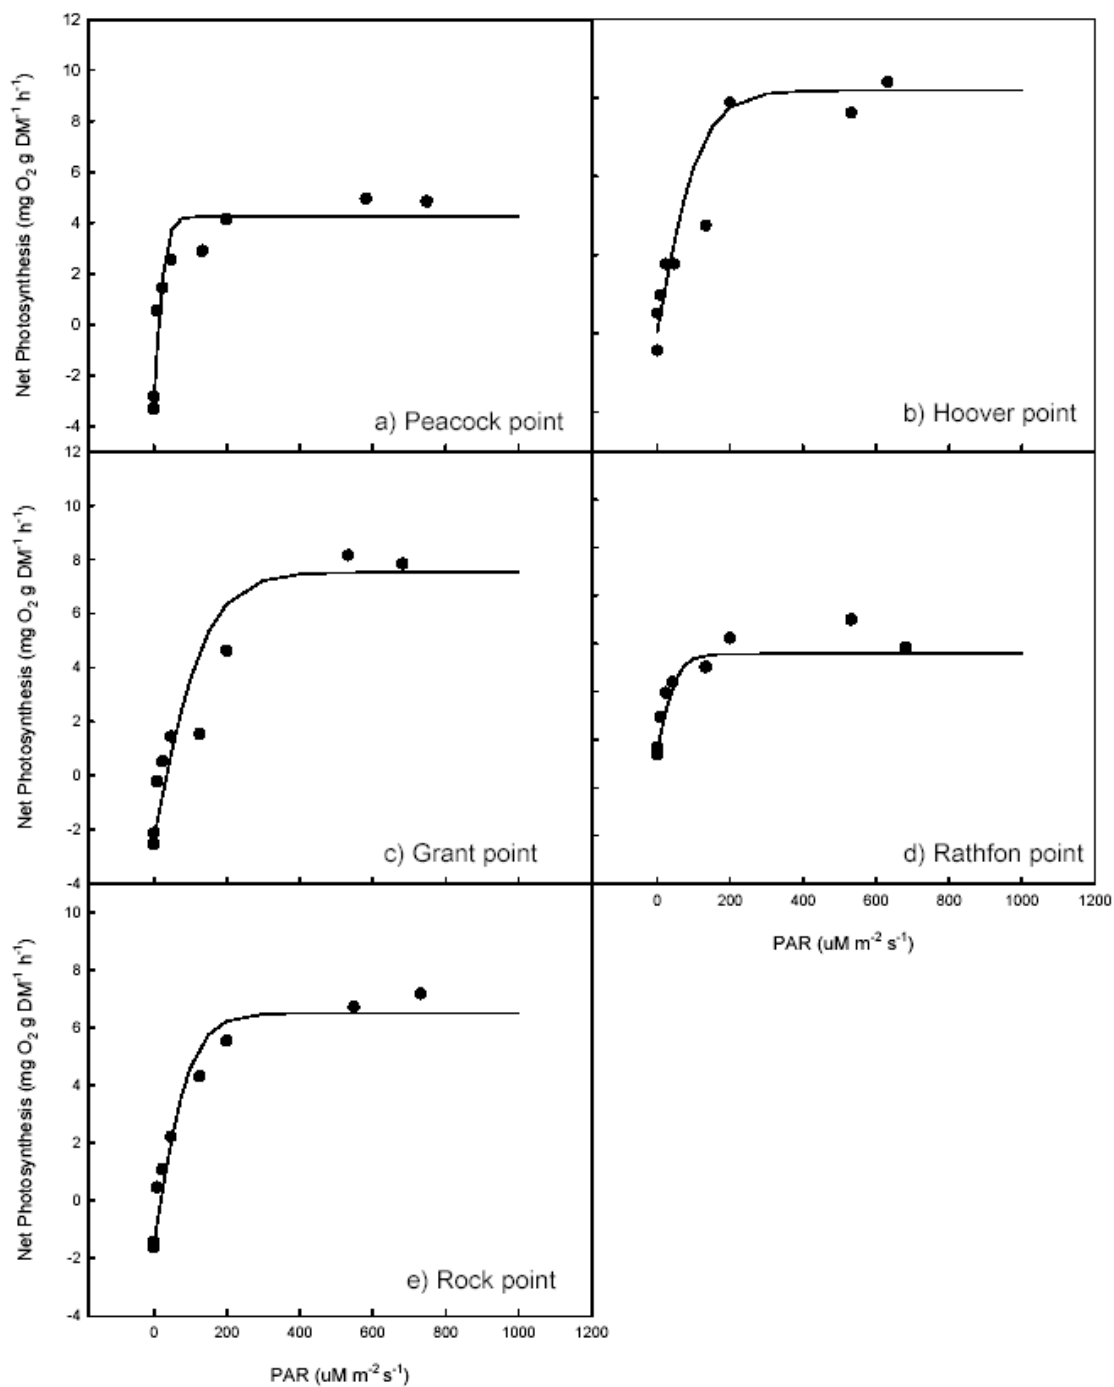 12
10
8
6
4
2
0
-2
-4
Net Photosynthesis (mg O2 g DM-1 h-1)
a) Peacock point
b) Hoover point
12
10
8
6
4
2
0
-2
-4
Net Photosynthesis (mg O2 g DM-1 h-1)
c) Grant point
d) Rathfon point
0 200 400 600 800 1000 1200
PAR (uM m-2 s-1)
10
8
6
4
2
0
-2
-4
Net Photosynthesis (mg O2 g DM-1 h-1)
e) Rock point
0 200 400 600 800 1000 1200
PAR (uM m-2 s-1)